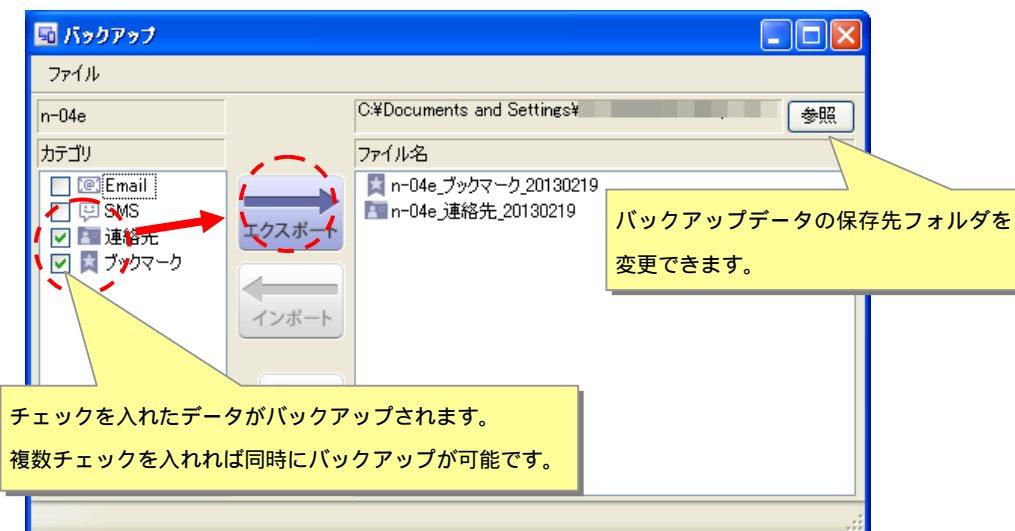 バックアップ
ファイル
n-04e
C:¥Documents and Settings¥
参照
カテゴリ
ファイル名
Email
SMS
連絡先
ブックマーク
エクスポート
インポート
n-04e_ブックマーク_20130219
n-04e_連絡先_20130219
バックアップデータの保存先フォルダを
変更できます。
チェックを入れたデータがバックアップされます。
複数チェックを入れれば同時にバックアップが可能です。